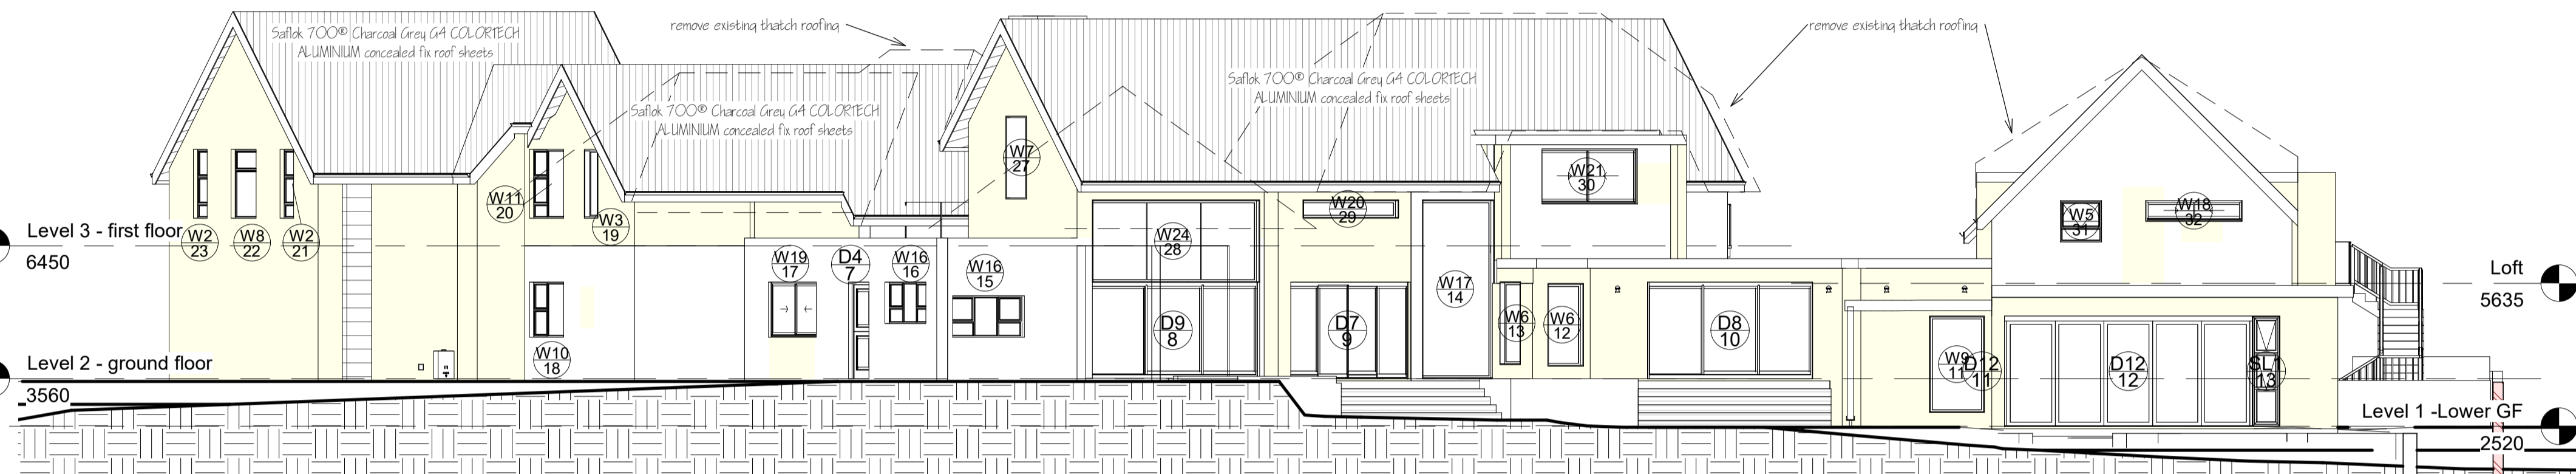 Saflok 700® Charcoal Grey G4 COLORTECH
ALUMINIUM concealed fix roof sheets
remove existing thatch roofing
remove existing thatch roofing
Saflok 700® Charcoal Grey G4 COLORTECH
ALUMINIUM concealed fix roof sheets
Saflok 700® Charcoal Grey G4 COLORTECH
ALUMINIUM concealed fix roof sheets
W7
27
W21
30
W11
20
W3
19
W20
29
W5
31
W18
32
Level 3 - first floor
6450
W2
23
W8
22
W2
21
W24
28
W19
17
D4
7
W16
16
W16
15
W17
14
Loft
5635
D9
8
D7
9
W6
13
W6
12
D8
10
W10
18
W9
11
D12
11
D12
12
SL1
13
Level 2 - ground floor
3560
Level 1 -Lower GF
2520